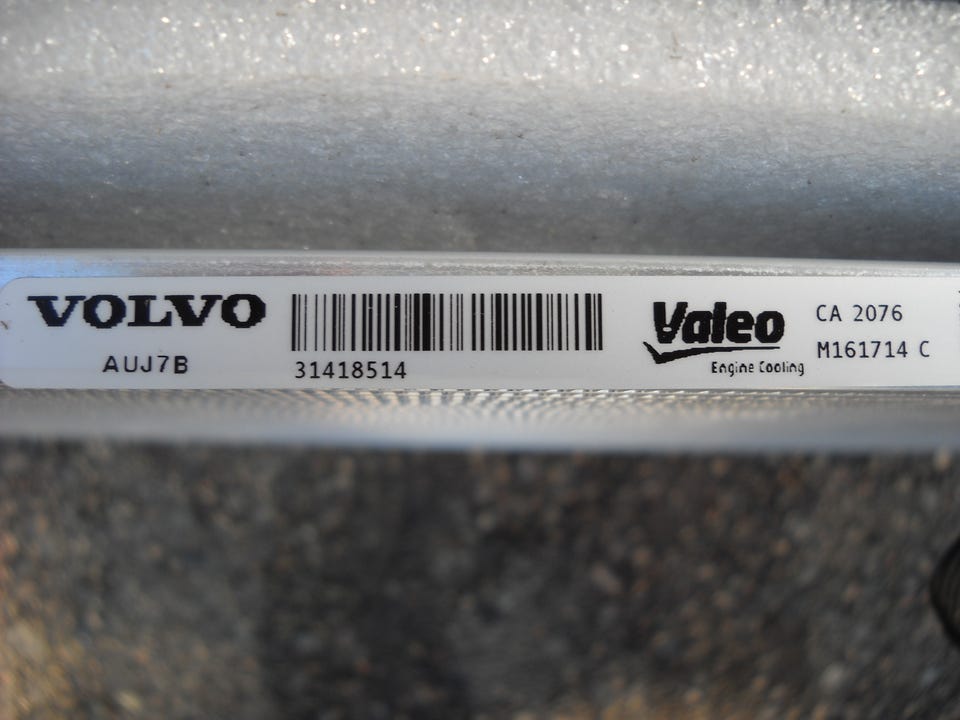 VOLVO
AUJ7B
31418514
Valeo
Engine Cooling
CA 2076
M161714 C